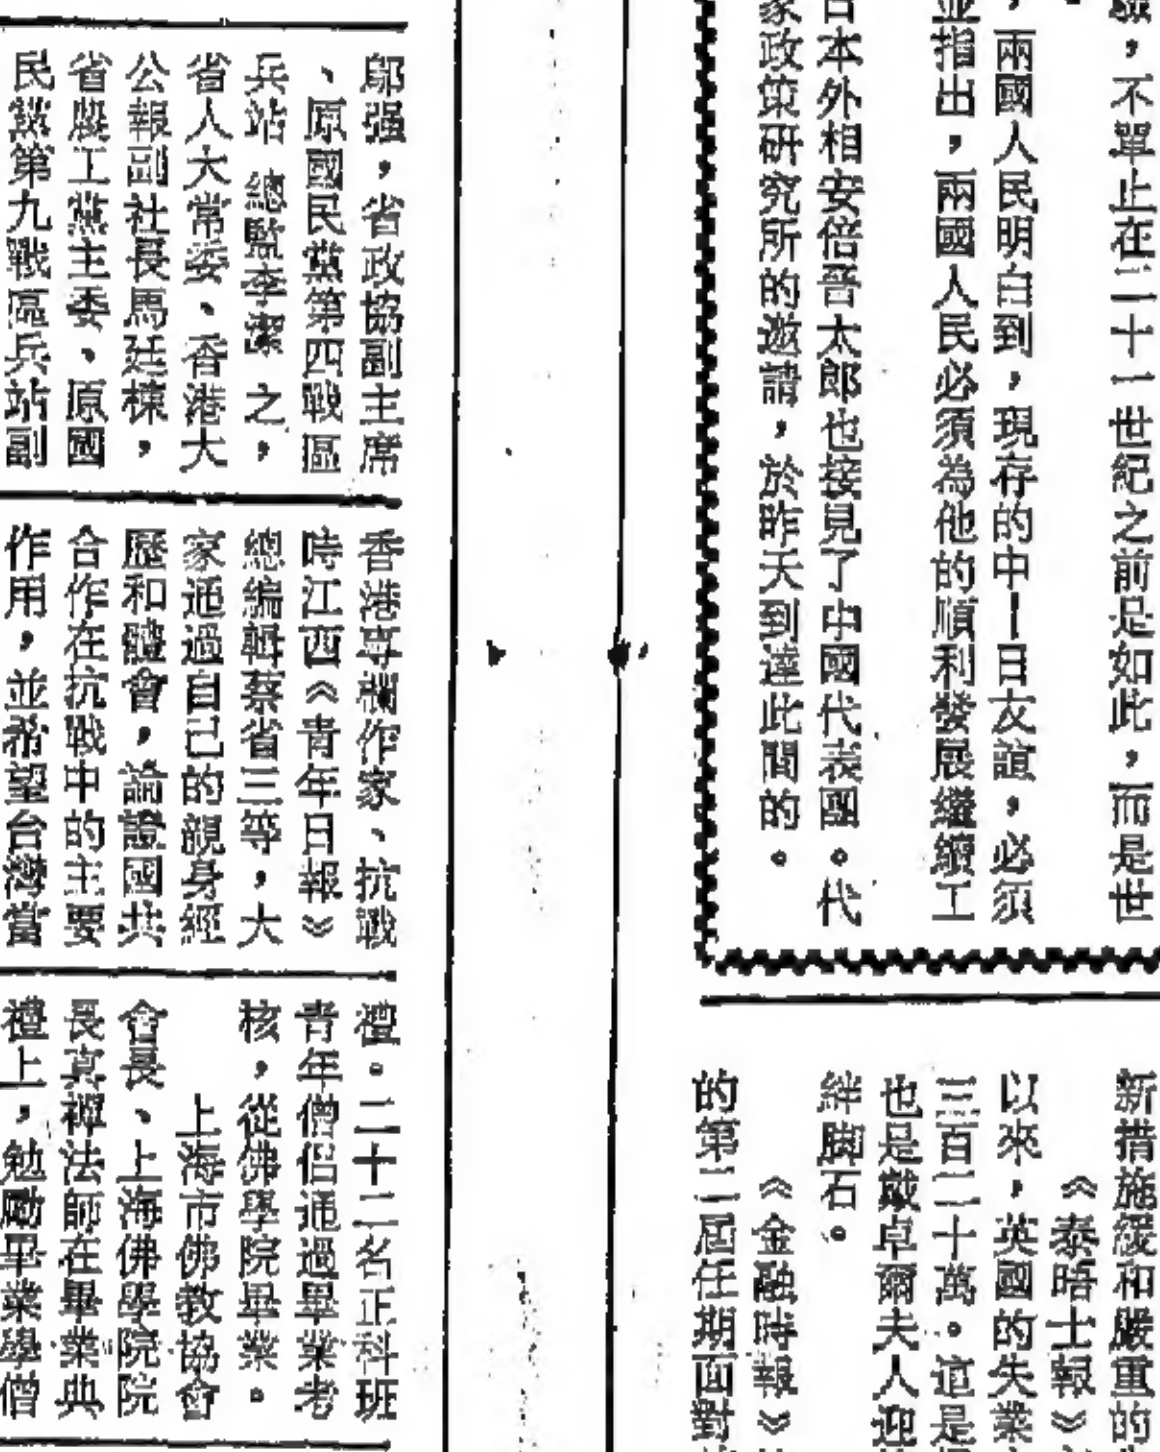 驗，不單止在二十一世紀之前是如此，而是世
，兩國人民明白到，現存的中－日友誼，必須
並指出，兩國人民必須為他的順利發展繼續工
日本外相安倍晉太郎也接見了中國代表團。代
家政策研究所的邀請，於昨天到達此間的。
新措施緩和嚴重的
《泰晤士報》
以來，英國的失業
三百二十萬。這是
也是戴卓爾夫人迎
絆脚石。
《金融時報》
的第二屆任期面對
鄔强，省政協副主席
、原國民黨第四戰區
兵站總監李潔之，
省人大常委、香港大
公報副社長馬廷棟，
省農工黨主委、原國
民黨第九戰區兵站副
香港專欄作家、抗戰
時江西《青年日報》
總編輯蔡省三等，大
家通過自己的親身經
歷和體會，論證國共
合作在抗戰中的主要
作用，並希望台灣當
禮。二十二名正科班
青年僧侶通過畢業考
核，從佛學院畢業。
上海市佛教協會
會長、上海佛學院院
長真禪法師在畢業典
禮上，勉勵畢業學僧